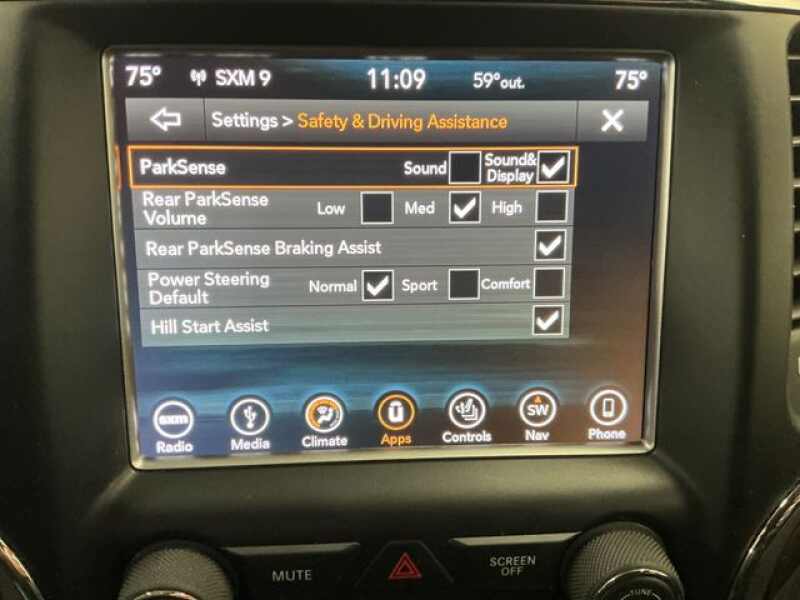 75° SXM 9 11:09 59°out. 75°
Settings > Safety & Driving Assistance
ParkSense Sound Sound&
Display
Rear ParkSense
Volume Low Med High
Rear ParkSense Braking Assist
Power Steering
Default Normal Sport Comfort
Hill Start Assist
sxm SW
Radio Media Climate Apps Controls Nav Phone
MUTE SCREEN
OFF
TUNE